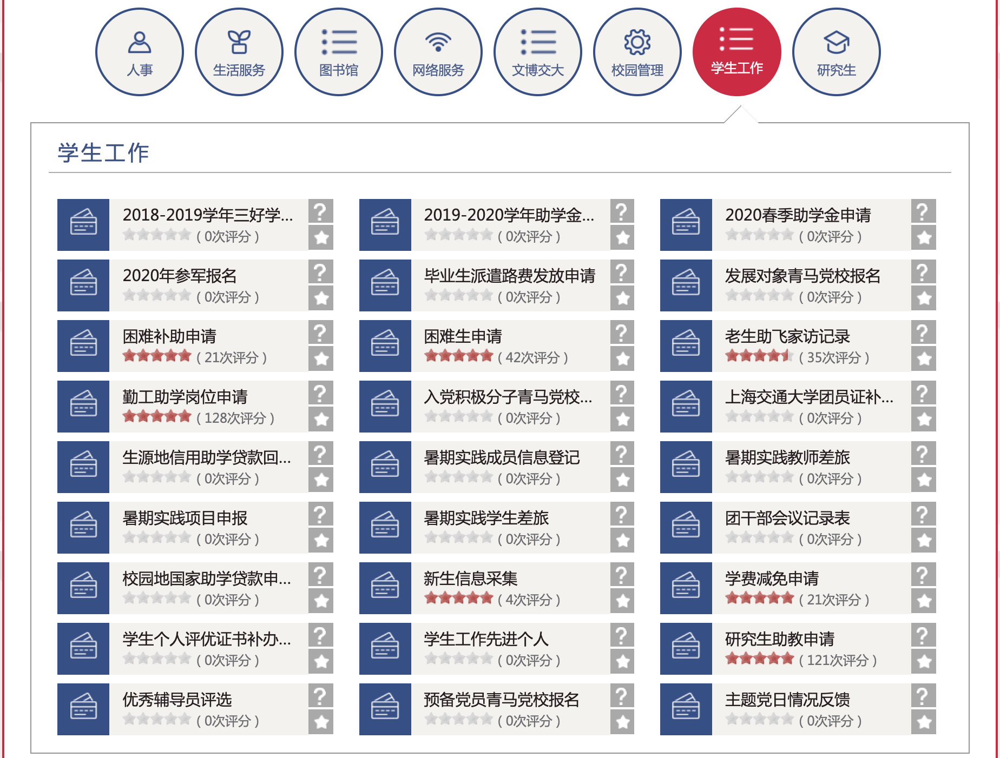 人事
生活服务
图书馆
网络服务
文博交大
校园管理
学生工作
研究生
学生工作
2018-2019学年三好学...
(0次评分)
2019-2020学年助学金...
(0次评分)
2020春季助学金申请
(0次评分)
2020年参军报名
(0次评分)
毕业生派遣路费发放申请
(0次评分)
发展对象青马党校报名
(0次评分)
困难补助申请
(21次评分)
困难生申请
(42次评分)
老生助飞家访记录
(35次评分)
勤工助学岗位申请
(128次评分)
入党积极分子青马党校...
(0次评分)
上海交通大学团员证补...
(0次评分)
生源地信用助学贷款回...
(0次评分)
暑期实践成员信息登记
(0次评分)
暑期实践教师差旅
(0次评分)
暑期实践项目申报
(0次评分)
暑期实践学生差旅
(0次评分)
团干部会议记录表
(0次评分)
校园地国家助学贷款申...
(0次评分)
新生信息采集
(4次评分)
学费减免申请
(21次评分)
学生个人评优证书补办...
(0次评分)
学生工作先进个人
(0次评分)
研究生助教申请
(121次评分)
优秀辅导员评选
(0次评分)
预备党员青马党校报名
(0次评分)
主题党日情况反馈
(0次评分)